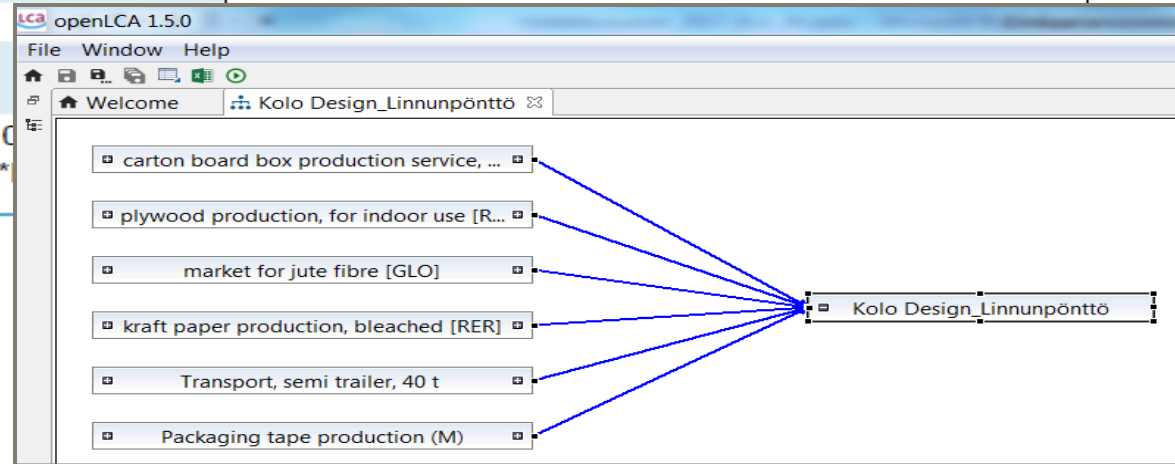 LCa openLCA 1.5.0
File Window Help
Welcome Kolo Design_Linnunpönttö
carton board box production service, ...
plywood production, for indoor use [R...
market for jute fibre [GLO]
Kolo Design_Linnunpönttö
kraft paper production, bleached [RER]
Transport, semi trailer, 40 t
Packaging tape production (M)